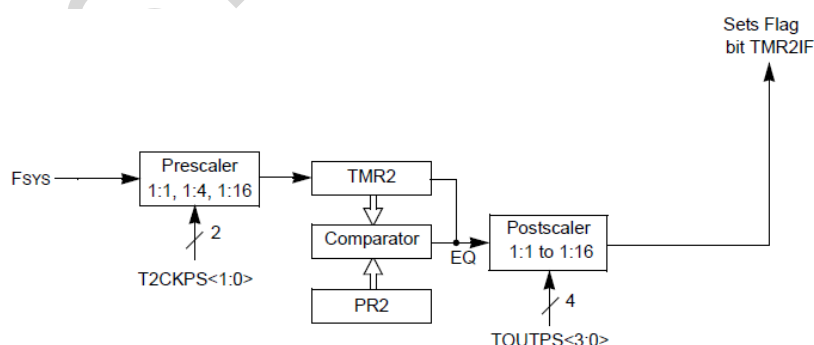 Sets Flag
bit TMR2IF
Prescaler
1:1, 1:4, 1:16
FSYS
TMR2
2
Comparator
Postscaler
1:1 to 1:16
EQ
T2CKPS<1:0>
PR2
4
TOUTPS<3:0>